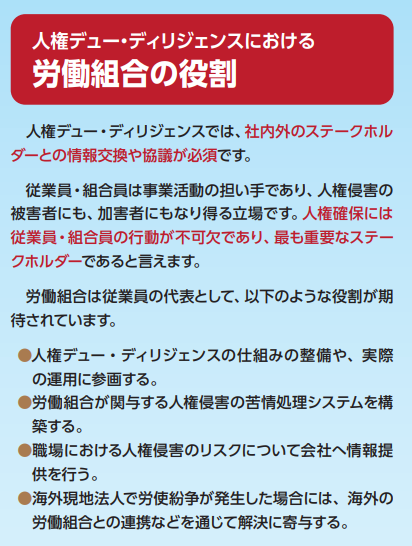 人権デュー・ディリジェンスにおける
労働組合の役割
人権デュー・ディリジェンスでは、社内外のステークホル
ダーとの情報交換や協議が必須です。
従業員・組合員は事業活動の担い手であり、人権侵害の
被害者にも、加害者にもなり得る立場です。人権確保には
従業員・組合員の行動が不可欠であり、最も重要なステー
クホルダーであると言えます。
労働組合は従業員の代表として、以下のような役割が期
待されています。
●人権デュー・ディリジェンスの仕組みの整備や、実際
の運用に参画する。
●労働組合が関与する人権侵害の苦情処理システムを構
築する。
●職場における人権侵害のリスクについて会社へ情報提
供を行う。
●海外現地法人で労使紛争が発生した場合には、海外の
労働組合との連携などを通じて解決に寄与する。